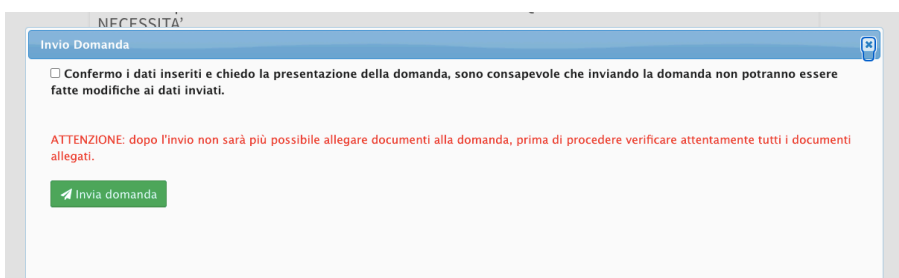 NECESSITA'
Invio Domanda
Confermo i dati inseriti e chiedo la presentazione della domanda, sono consapevole che inviando la domanda non potranno essere
fatte modifiche ai dati inviati.
ATTENZIONE: dopo l'invio non sarà più possibile allegare documenti alla domanda, prima di procedere verificare attentamente tutti i documenti
allegati.
Invia domanda